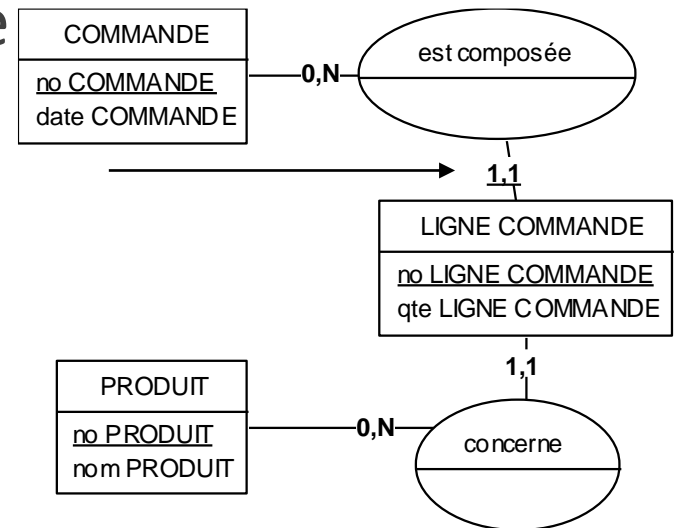 e
COMMANDE
no COMMANDE
date COMMANDE
0,N
est composée
1,1
LIGNE COMMANDE
no LIGNE COMMANDE
qte LIGNE COMMANDE
1,1
PRODUIT
no PRODUIT
nom PRODUIT
0,N
concerne